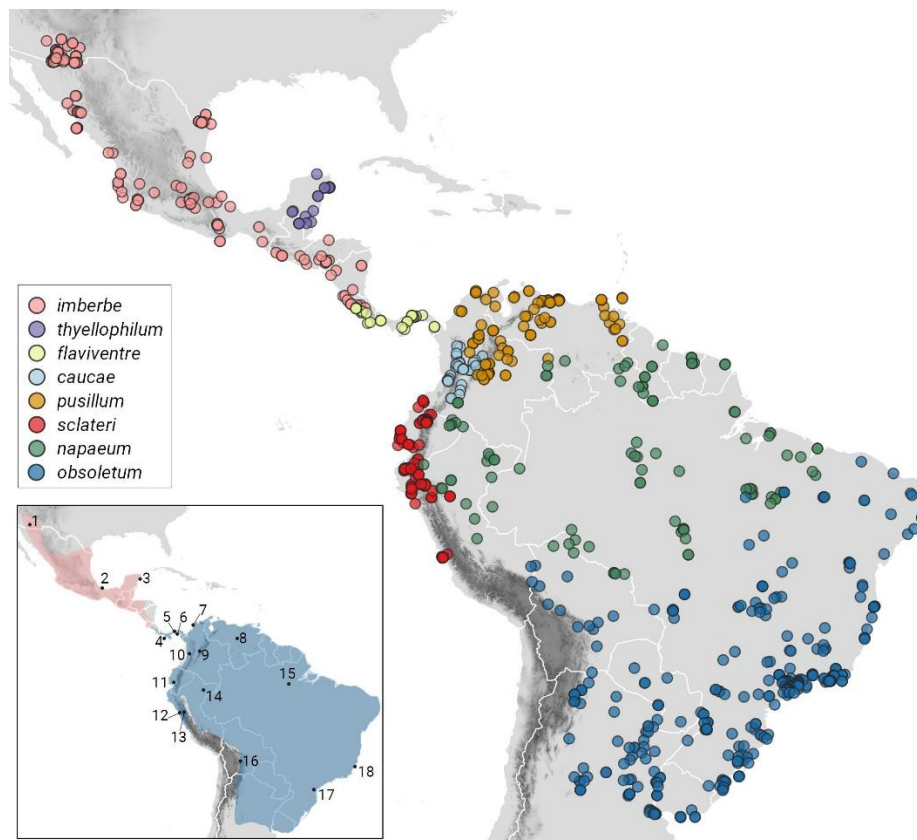 imberbe
thyellophilum
flaviventre
caucae
pusillum
sclateri
napaeum
obsoletum
1
2
3
4
5
6
7
8
9
10
11
12
13
14
15
16
17
18